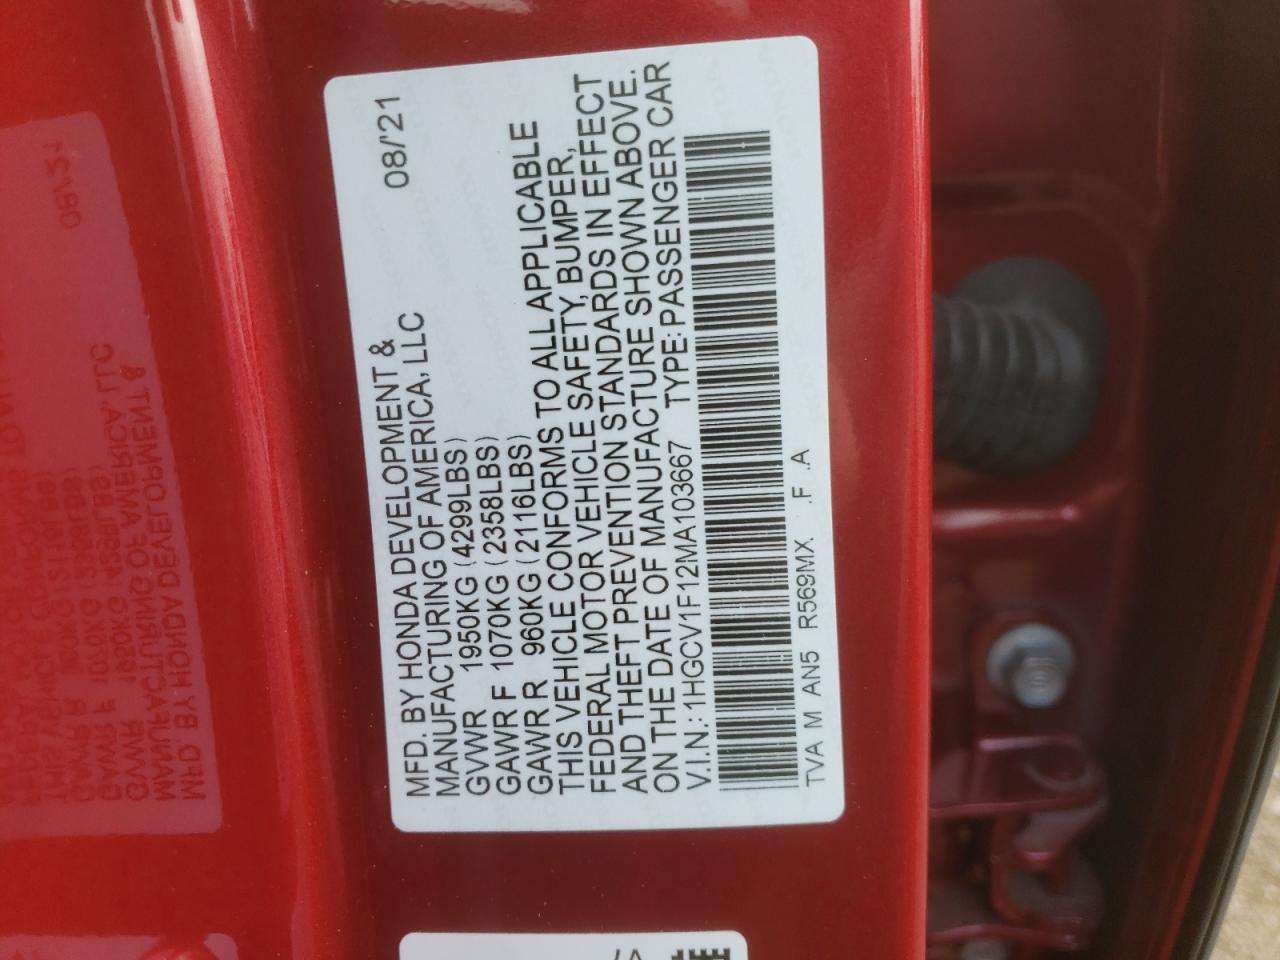 MFD. BY HONDA DEVELOPMENT & 08/'21
MANUFACTURING OF AMERICA, LLC
GVWR 1950KG (4299LBS)
GAWR F 1070KG (2358LBS)
GAWR R 960KG (2116LBS)
THIS VEHICLE CONFORMS TO ALL APPLICABLE
FEDERAL MOTOR VEHICLE SAFETY, BUMPER,
AND THEFT PREVENTION STANDARDS IN EFFECT
ON THE DATE OF MANUFACTURE SHOWN ABOVE.
V.I.N.: 1HGCV1F12MA103667 TYPE: PASSENGER CAR
TVA M AN5 R569MX .F .A